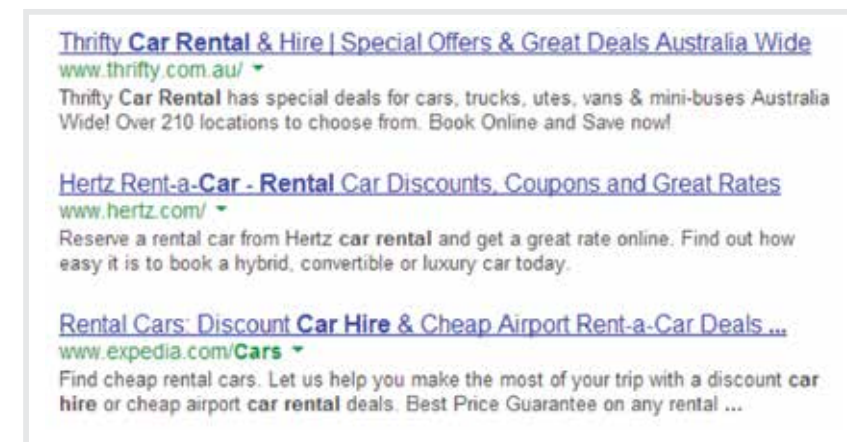 Thrifty Car Rental & Hire | Special Offers & Great Deals Australia Wide
www.thrifty.com.au/
Thrifty Car Rental has special deals for cars, trucks, utes, vans & mini-buses Australia
Wide! Over 210 locations to choose from. Book Online and Save now!
Hertz Rent-a-Car - Rental Car Discounts, Coupons and Great Rates
www.hertz.com/
Reserve a rental car from Hertz car rental and get a great rate online. Find out how
easy it is to book a hybrid, convertible or luxury car today.
Rental Cars: Discount Car Hire & Cheap Airport Rent-a-Car Deals ...
www.expedia.com/Cars
Find cheap rental cars. Let us help you make the most of your trip with a discount car
hire or cheap airport car rental deals. Best Price Guarantee on any rental ...